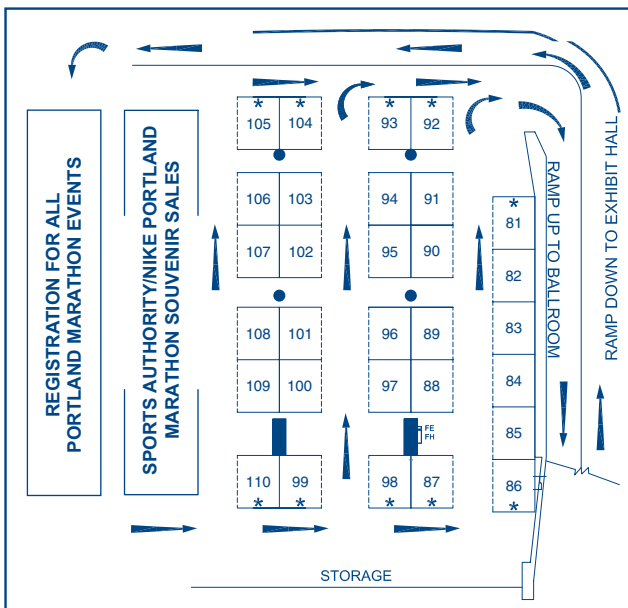 REGISTRATION FOR ALL
PORTLAND MARATHON EVENTS
SPORTS AUTHORITY/NIKE PORTLAND
MARATHON SOUVENIR SALES
* *
105 104
106 103
107 102
108 101
109 100
110 99
* *
* *
93 92
94 91
95 90
96 89
97 88
FE
FH
98 87
* *
*
81
82
83
84
85
86
*
RAMP UP TO BALLROOM
RAMP DOWN TO EXHIBIT HALL
STORAGE